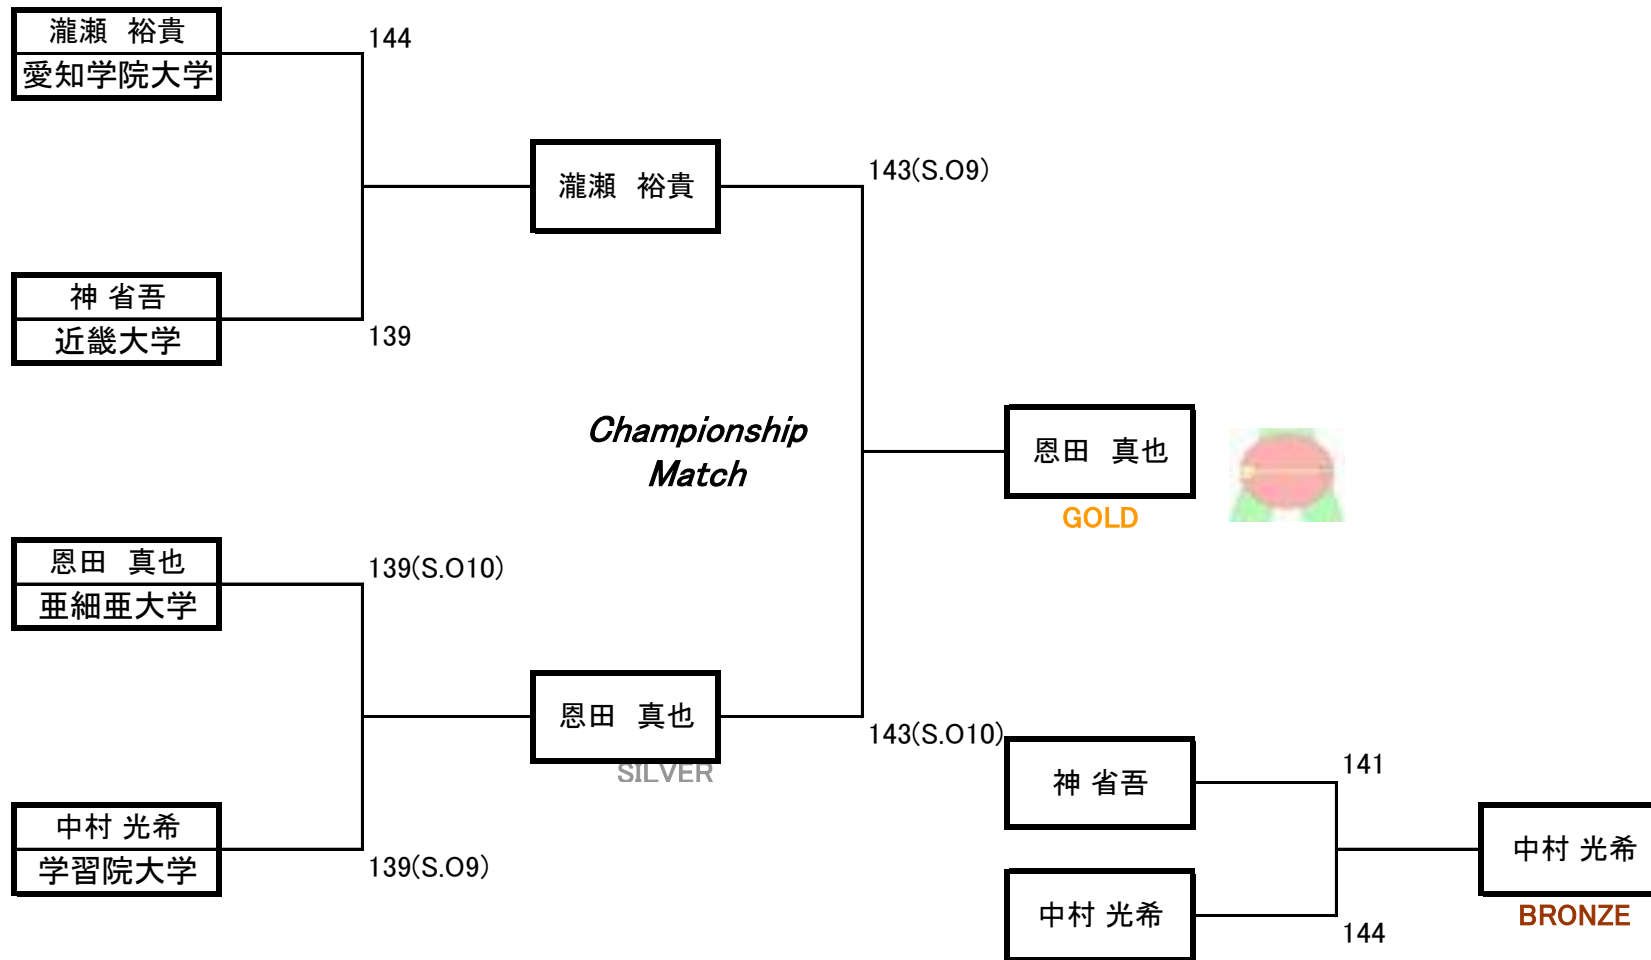 瀧瀬　裕貴
愛知学院大学
144
瀧瀬　裕貴
143(S.O9)
神 省吾
近畿大学
139
Championship
Match
恩田　真也
GOLD
恩田　真也
亜細亜大学
139(S.O10)
恩田　真也
SILVER
143(S.O10)
中村 光希
学習院大学
139(S.O9)
神 省吾
141
中村 光希
144
中村 光希
BRONZE